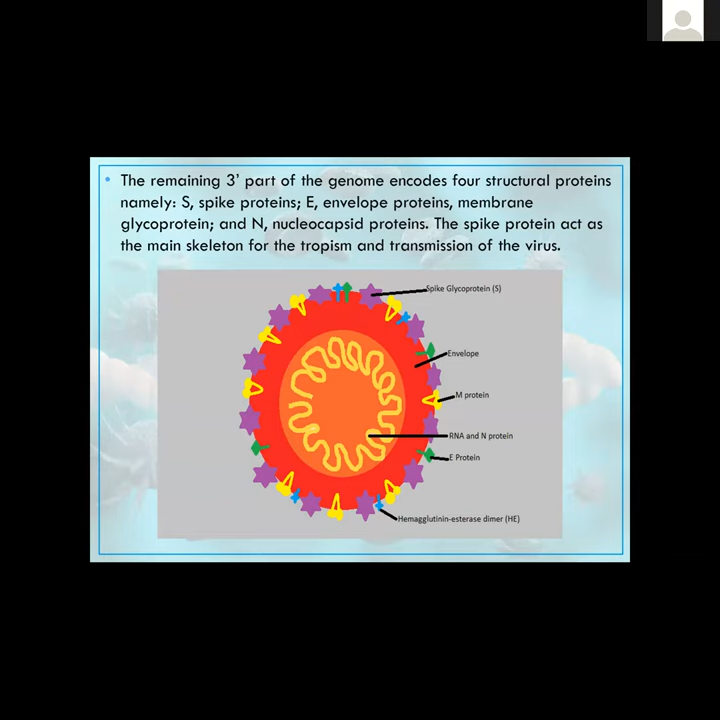 The remaining 3' part of the genome encodes four structural proteins
namely: S, spike proteins; E, envelope proteins, membrane
glycoprotein; and N, nucleocapsid proteins. The spike protein act as
the main skeleton for the tropism and transmission of the virus.
Spike Glycoprotein (S)
Envelope
M protein
RNA and N protein
E Protein
Hemagglutinin-esterase dimer (HE)